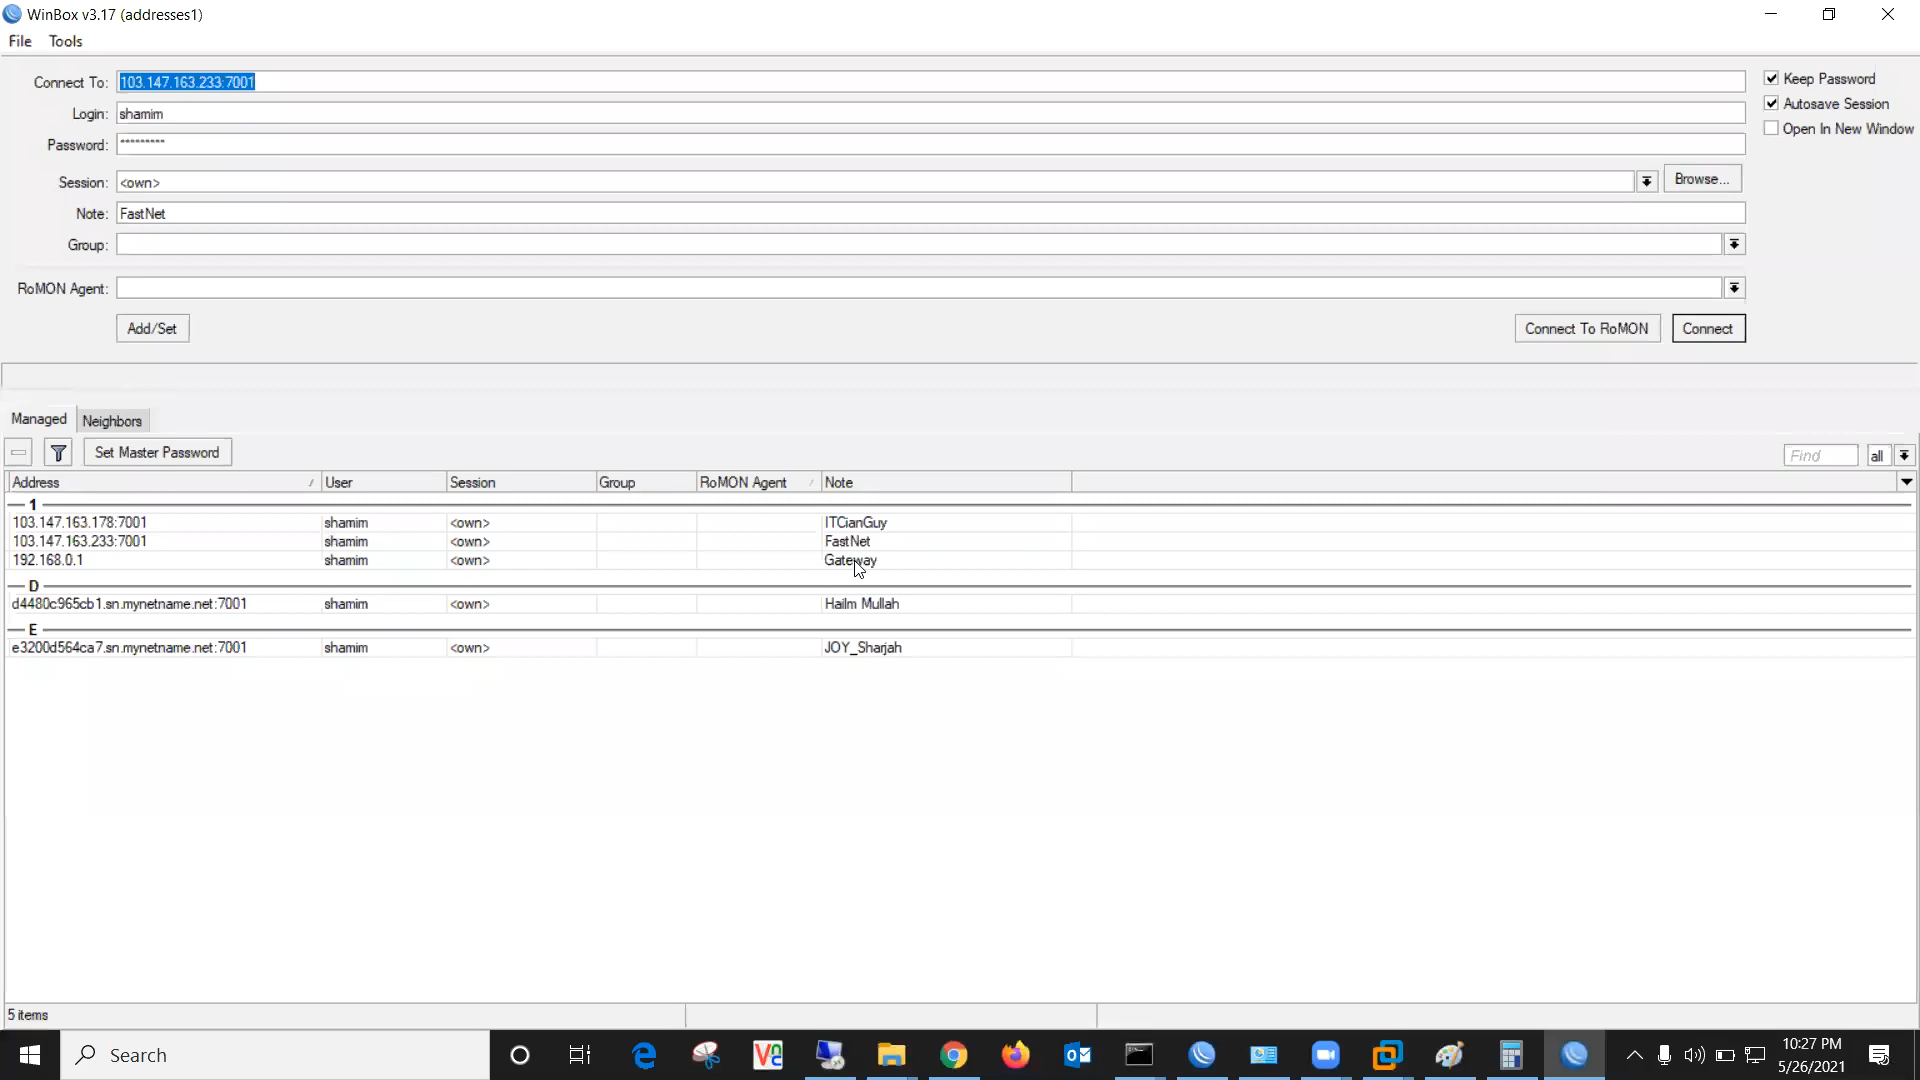 WinBox v3.17 (addresses1)
File Tools
Connect To: 103.147.163.233:7001
Keep Password
Login: shamim
Autosave Session
Open In New Window
Password: *********
Session: <own>
Browse...
Note: FastNet
Group:
RoMON Agent:
Add/Set
Connect To RoMON
Connect
Managed Neighbors
Set Master Password
Find
all
Address User Session Group RoMON Agent Note
1
103.147.163.178:7001 shamim <own> ITCianGuy
103.147.163.233:7001 shamim <own> FastNet
192.168.0.1 shamim <own> Gateway
D
d4480c965cb1.sn.mynetname.net:7001 shamim <own> Hailm Mullah
E
e3200d564ca7.sn.mynetname.net:7001 shamim <own> JOY_Sharjah
5 items
Search
10:27 PM
5/26/2021